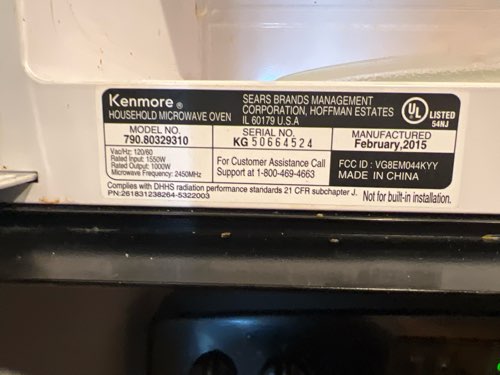 Kenmore®
HOUSEHOLD MICROWAVE OVEN
SEARS BRANDS MANAGEMENT
CORPORATION, HOFFMAN ESTATES
IL 60179 U.S.A
UL LISTED
54NJ
MODEL NO.
790.80329310
SERIAL NO.
KG 50664524
MANUFACTURED
February,2015
Vac/Hz: 120/60
Rated Input: 1550W
Rated Output: 1000W
Microwave Frequency: 2450MHz
For Customer Assistance Call
Support at 1-800-469-4663
FCC ID : VG8EM044KYY
MADE IN CHINA
Complies with DHHS radiation performance standards 21 CFR subchapter J.
PN:261831238264-5322003
Not for built-in installation.